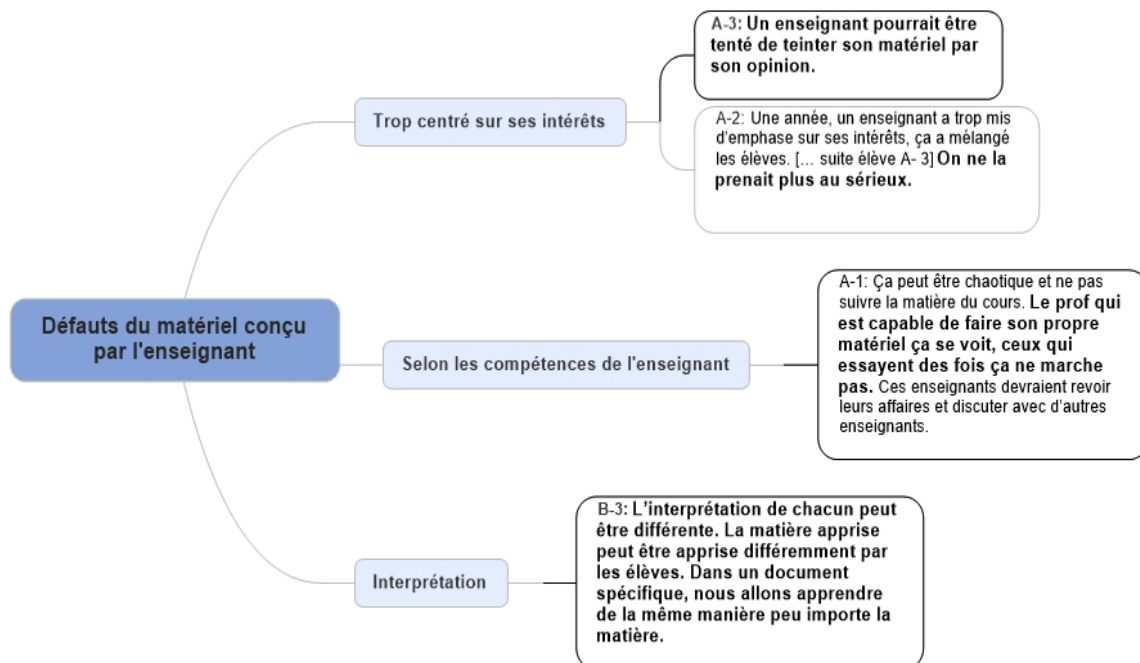 Défauts du matériel conçu
par l'enseignant
Trop centré sur ses intérêts
A-3: Un enseignant pourrait être
tenté de teinter son matériel par
son opinion.
A-2: Une année, un enseignant a trop mis
d'emphase sur ses intérêts, ça a mélangé
les élèves. [... suite élève A- 3] On ne la
prenait plus au sérieux.
Selon les compétences de l'enseignant
A-1: Ça peut être chaotique et ne pas
suivre la matière du cours. Le prof qui
est capable de faire son propre
matériel ça se voit, ceux qui
essayent des fois ça ne marche
pas. Ces enseignants devraient revoir
leurs affaires et discuter avec d'autres
enseignants.
Interprétation
B-3: L'interprétation de chacun peut
être différente. La matière apprise
peut être apprise différemment par
les élèves. Dans un document
spécifique, nous allons apprendre
de la même manière peu importe la
matière.